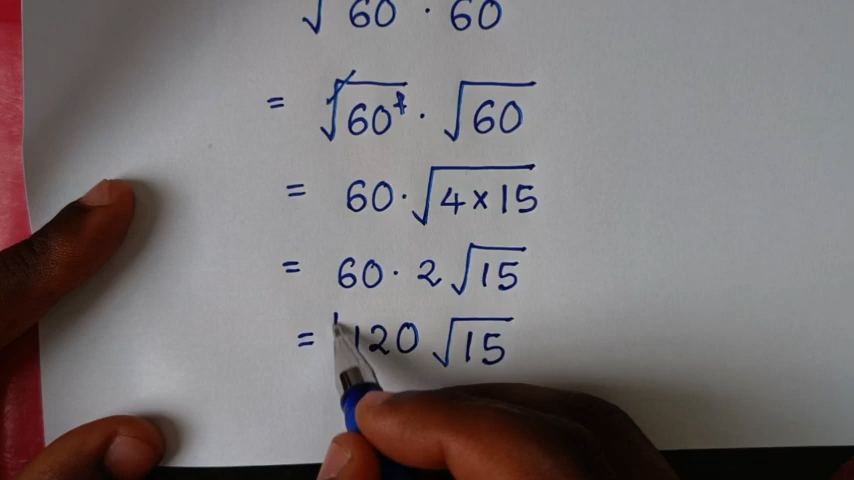 √60 · 60
= √60² · √60
= 60 · √4×15
= 60 · 2√15
= 120√15